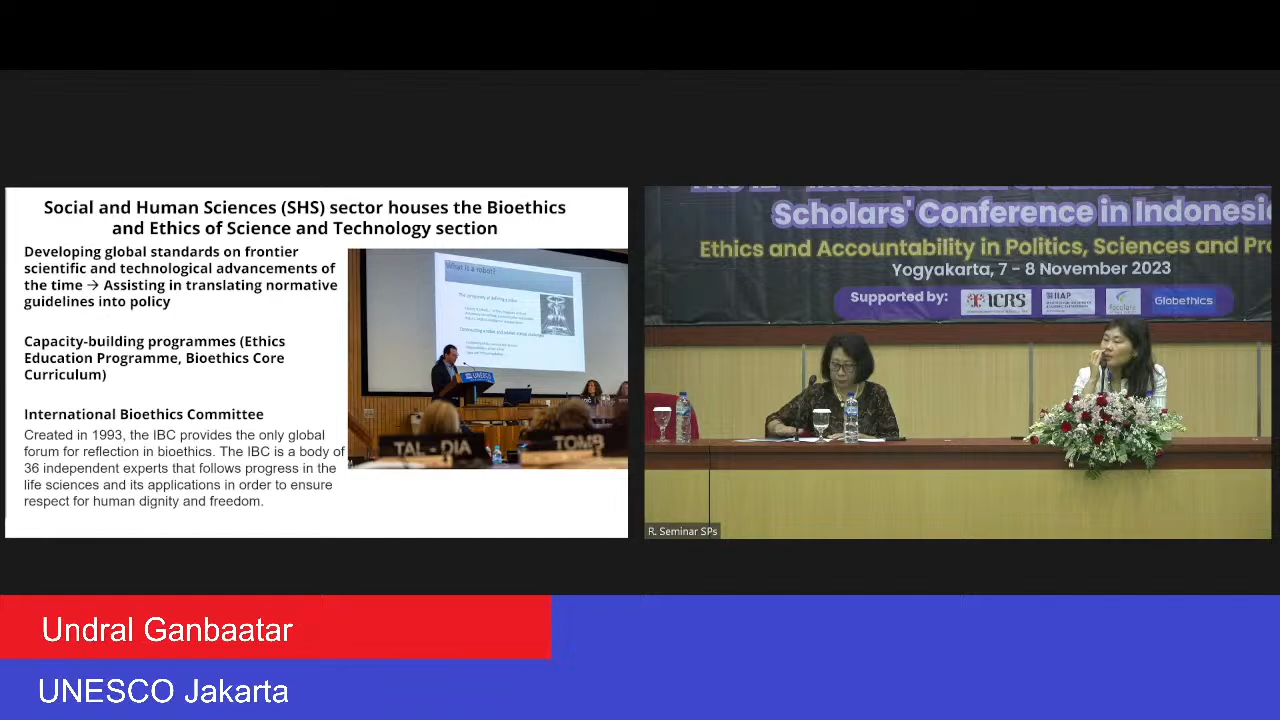 Social and Human Sciences (SHS) sector houses the Bioethics
and Ethics of Science and Technology section
Developing global standards on frontier
scientific and technological advancements of
the time → Assisting in translating normative
guidelines into policy
Capacity-building programmes (Ethics
Education Programme, Bioethics Core
Curriculum)
International Bioethics Committee
Created in 1993, the IBC provides the only global
forum for reflection in bioethics. The IBC is a body of
36 independent experts that follows progress in the
life sciences and its applications in order to ensure
respect for human dignity and freedom.
What is a robot?
UNESCO
TAL - DIA
TOMB
Scholars' Conference in Indonesia
Ethics and Accountability in Politics, Sciences and Pro
Yogyakarta, 7 - 8 November 2023
Supported by:
ICRS
IIAP
Globethics
R. Seminar SPs
Undral Ganbaatar
UNESCO Jakarta